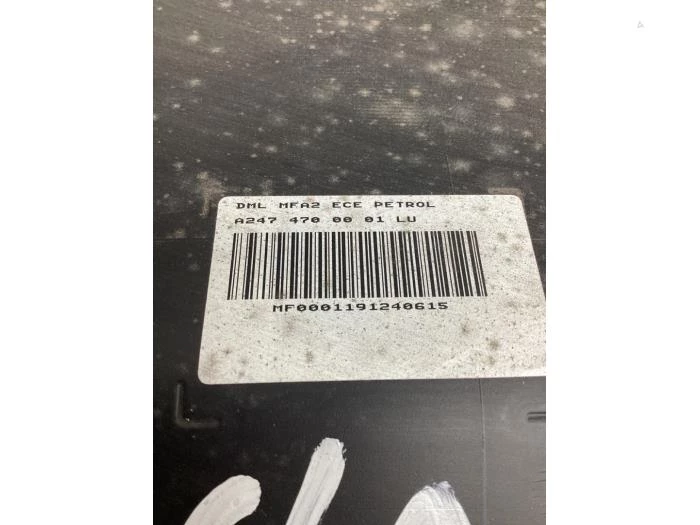 DML MFA2 ECE PETROL
A247 470 00 01 LU
MF0001191240615